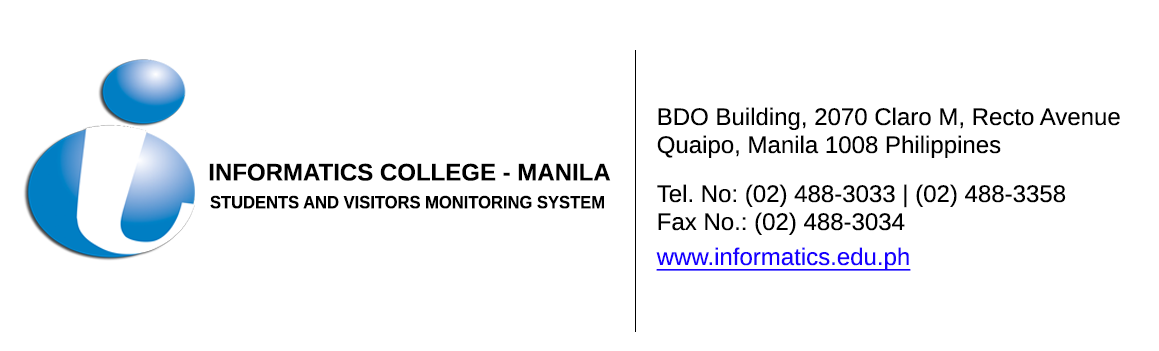 INFORMATICS COLLEGE - MANILA
STUDENTS AND VISITORS MONITORING SYSTEM
BDO Building, 2070 Claro M, Recto Avenue
Quaipo, Manila 1008 Philippines
Tel. No: (02) 488-3033 | (02) 488-3358
Fax No.: (02) 488-3034
www.informatics.edu.ph